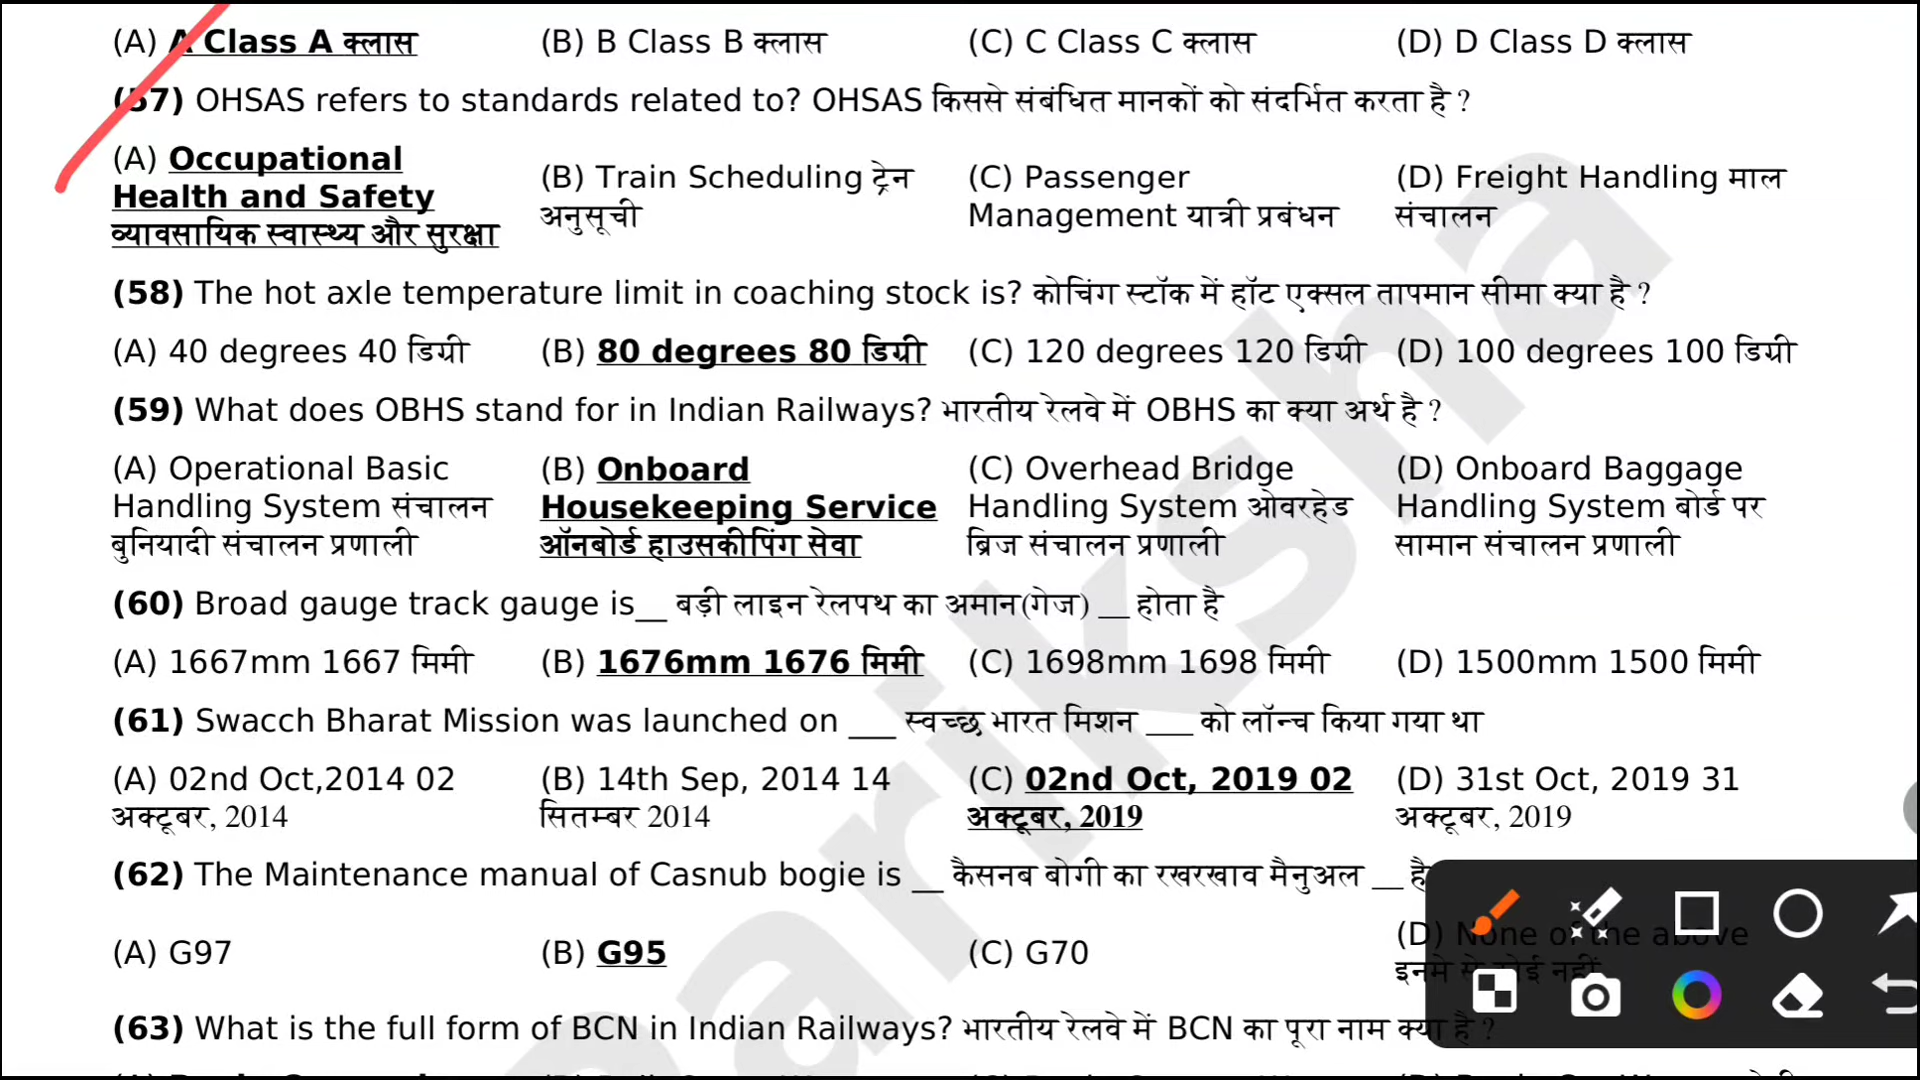 (A) A Class A क्लास (B) B Class B क्लास (C) C Class C क्लास (D) D Class D क्लास
(57) OHSAS refers to standards related to? OHSAS किससे संबंधित मानकों को संदर्भित करता है ?
(A) Occupational
Health and Safety
व्यावसायिक स्वास्थ्य और सुरक्षा
(B) Train Scheduling ट्रेन
अनुसूची
(C) Passenger
Management यात्री प्रबंधन
(D) Freight Handling माल
संचालन
(58) The hot axle temperature limit in coaching stock is? कोचिंग स्टॉक में हॉट एक्सल तापमान सीमा क्या है ?
(A) 40 degrees 40 डिग्री (B) 80 degrees 80 डिग्री (C) 120 degrees 120 डिग्री (D) 100 degrees 100 डिग्री
(59) What does OBHS stand for in Indian Railways? भारतीय रेलवे में OBHS का क्या अर्थ है ?
(A) Operational Basic
Handling System संचालन
बुनियादी संचालन प्रणाली
(B) Onboard
Housekeeping Service
ऑनबोर्ड हाउसकीपिंग सेवा
(C) Overhead Bridge
Handling System ओवरहेड
ब्रिज संचालन प्रणाली
(D) Onboard Baggage
Handling System बोर्ड पर
सामान संचालन प्रणाली
(60) Broad gauge track gauge is__ बड़ी लाइन रेलपथ का अमान(गेज) __ होता है
(A) 1667mm 1667 मिमी (B) 1676mm 1676 मिमी (C) 1698mm 1698 मिमी (D) 1500mm 1500 मिमी
(61) Swacch Bharat Mission was launched on ___ स्वच्छ भारत मिशन ___ को लॉन्च किया गया था
(A) 02nd Oct,2014 02
अक्टूबर, 2014
(B) 14th Sep, 2014 14
सितम्बर 2014
(C) 02nd Oct, 2019 02
अक्टूबर, 2019
(D) 31st Oct, 2019 31
अक्टूबर, 2019
(62) The Maintenance manual of Casnub bogie is __ कैसनब बोगी का रखरखाव मैनुअल __ है
(A) G97 (B) G95 (C) G70
(D) None of the above
इनमे से कोई नहीं
(63) What is the full form of BCN in Indian Railways? भारतीय रेलवे में BCN का पूरा नाम क्या है ?
Pariksha